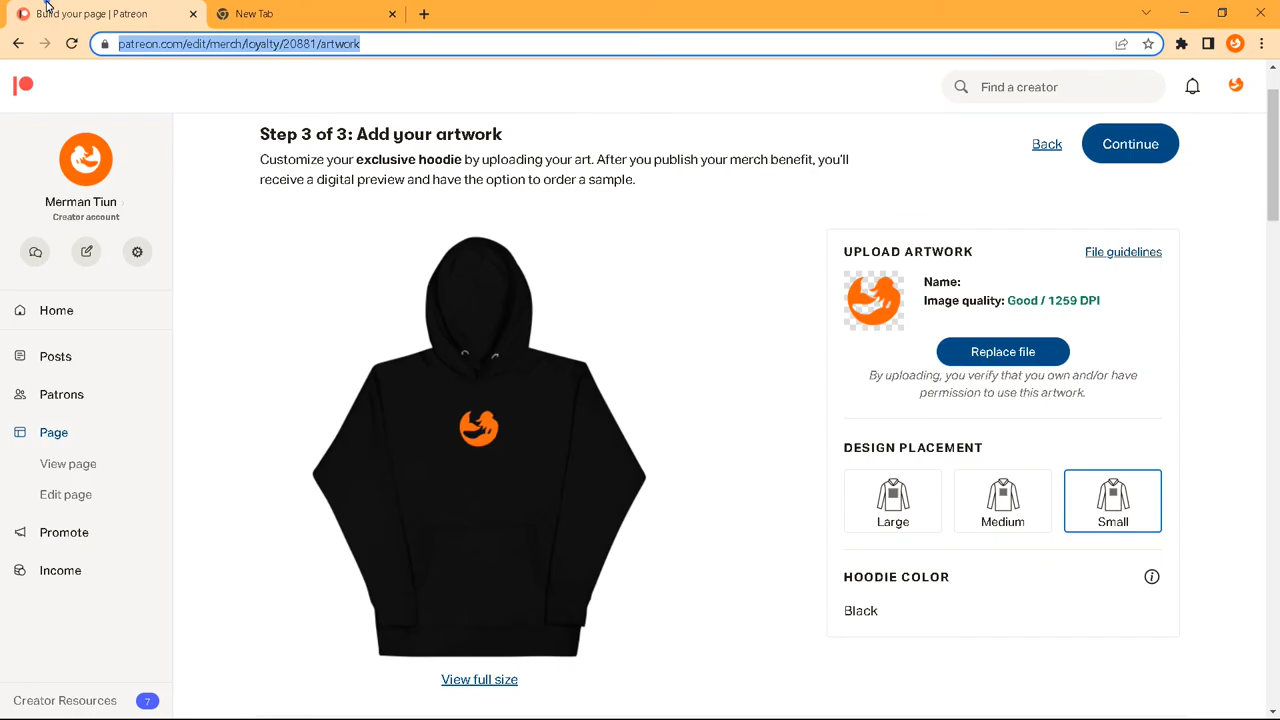 Build your page | Patreon
New Tab
patreon.com/edit/merch/loyalty/20881/artwork
Find a creator
Merman Tiun
Creator account
Home
Posts
Patrons
Page
View page
Edit page
Promote
Income
Creator Resources 7
Step 3 of 3: Add your artwork
Customize your exclusive hoodie by uploading your art. After you publish your merch benefit, you'll
receive a digital preview and have the option to order a sample.
Back
Continue
View full size
UPLOAD ARTWORK
File guidelines
Name:
Image quality: Good / 1259 DPI
Replace file
By uploading, you verify that you own and/or have
permission to use this artwork.
DESIGN PLACEMENT
Large
Medium
Small
HOODIE COLOR
Black